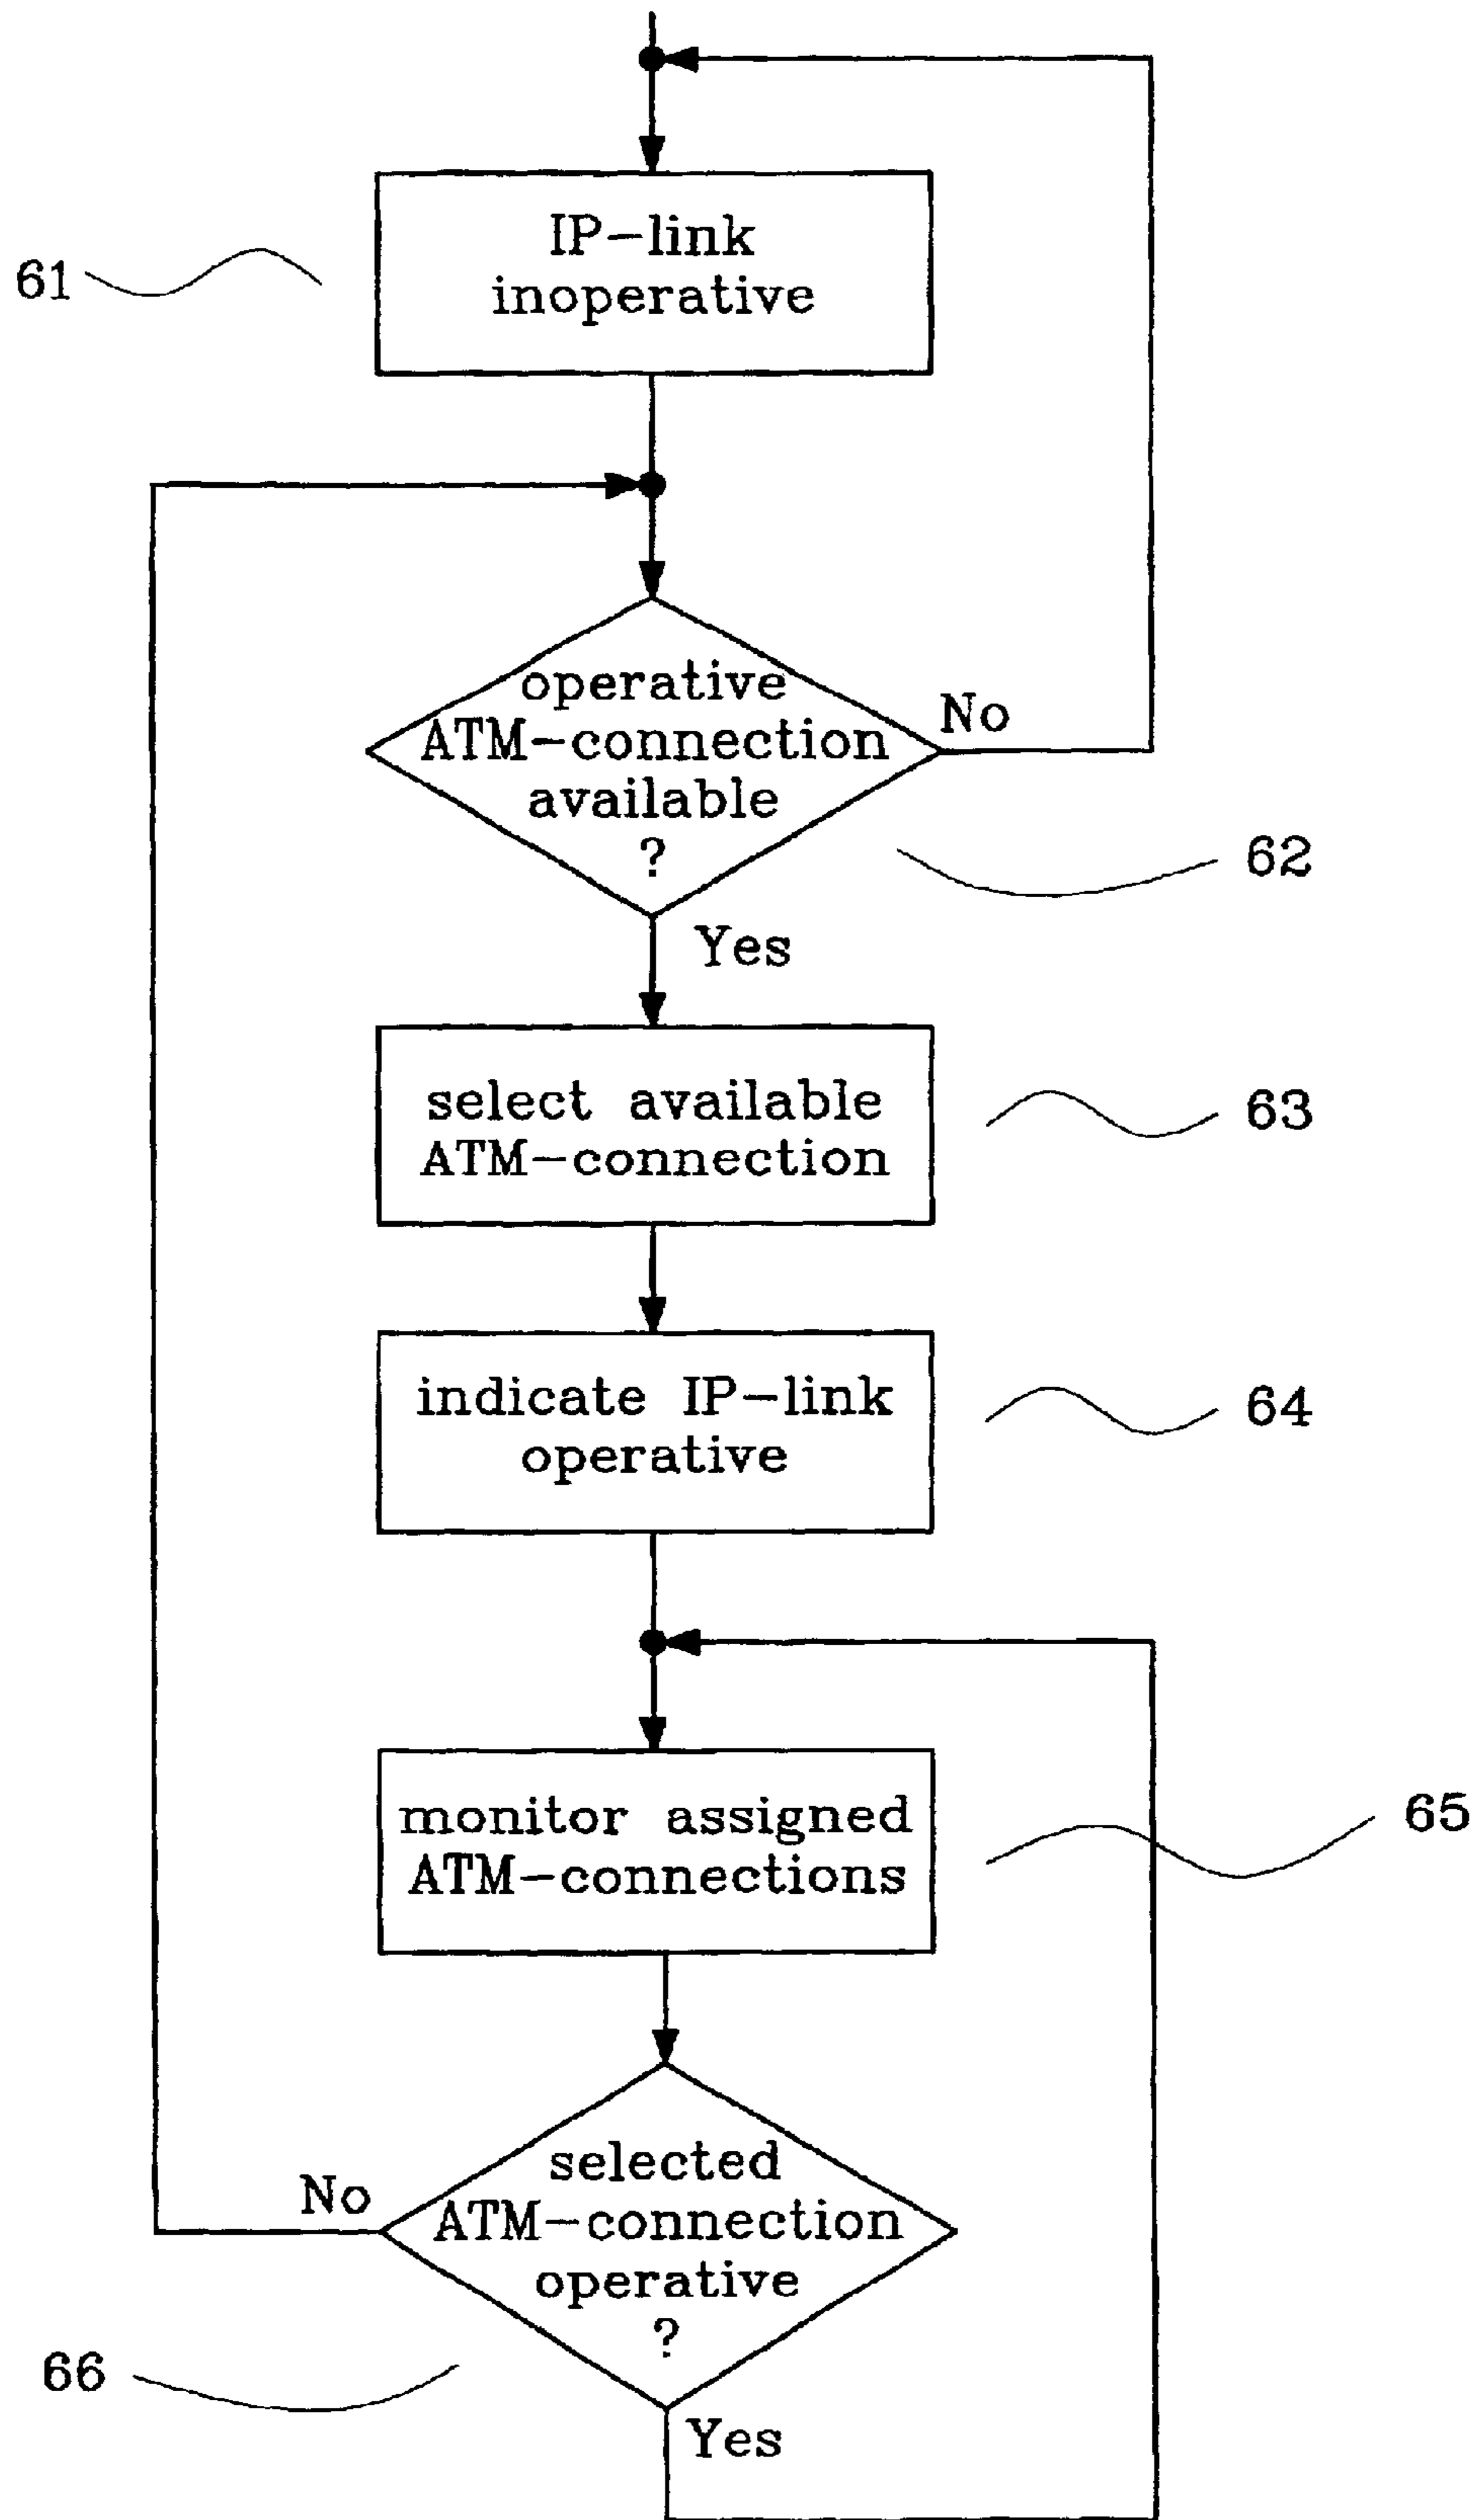 IP-link
inoperative
61
operative
ATM-connection
available
?
No
62
Yes
select available
ATM-connection
63
indicate IP-link
operative
64
monitor assigned
ATM-connections
65
selected
ATM-connection
operative
?
No
66
Yes